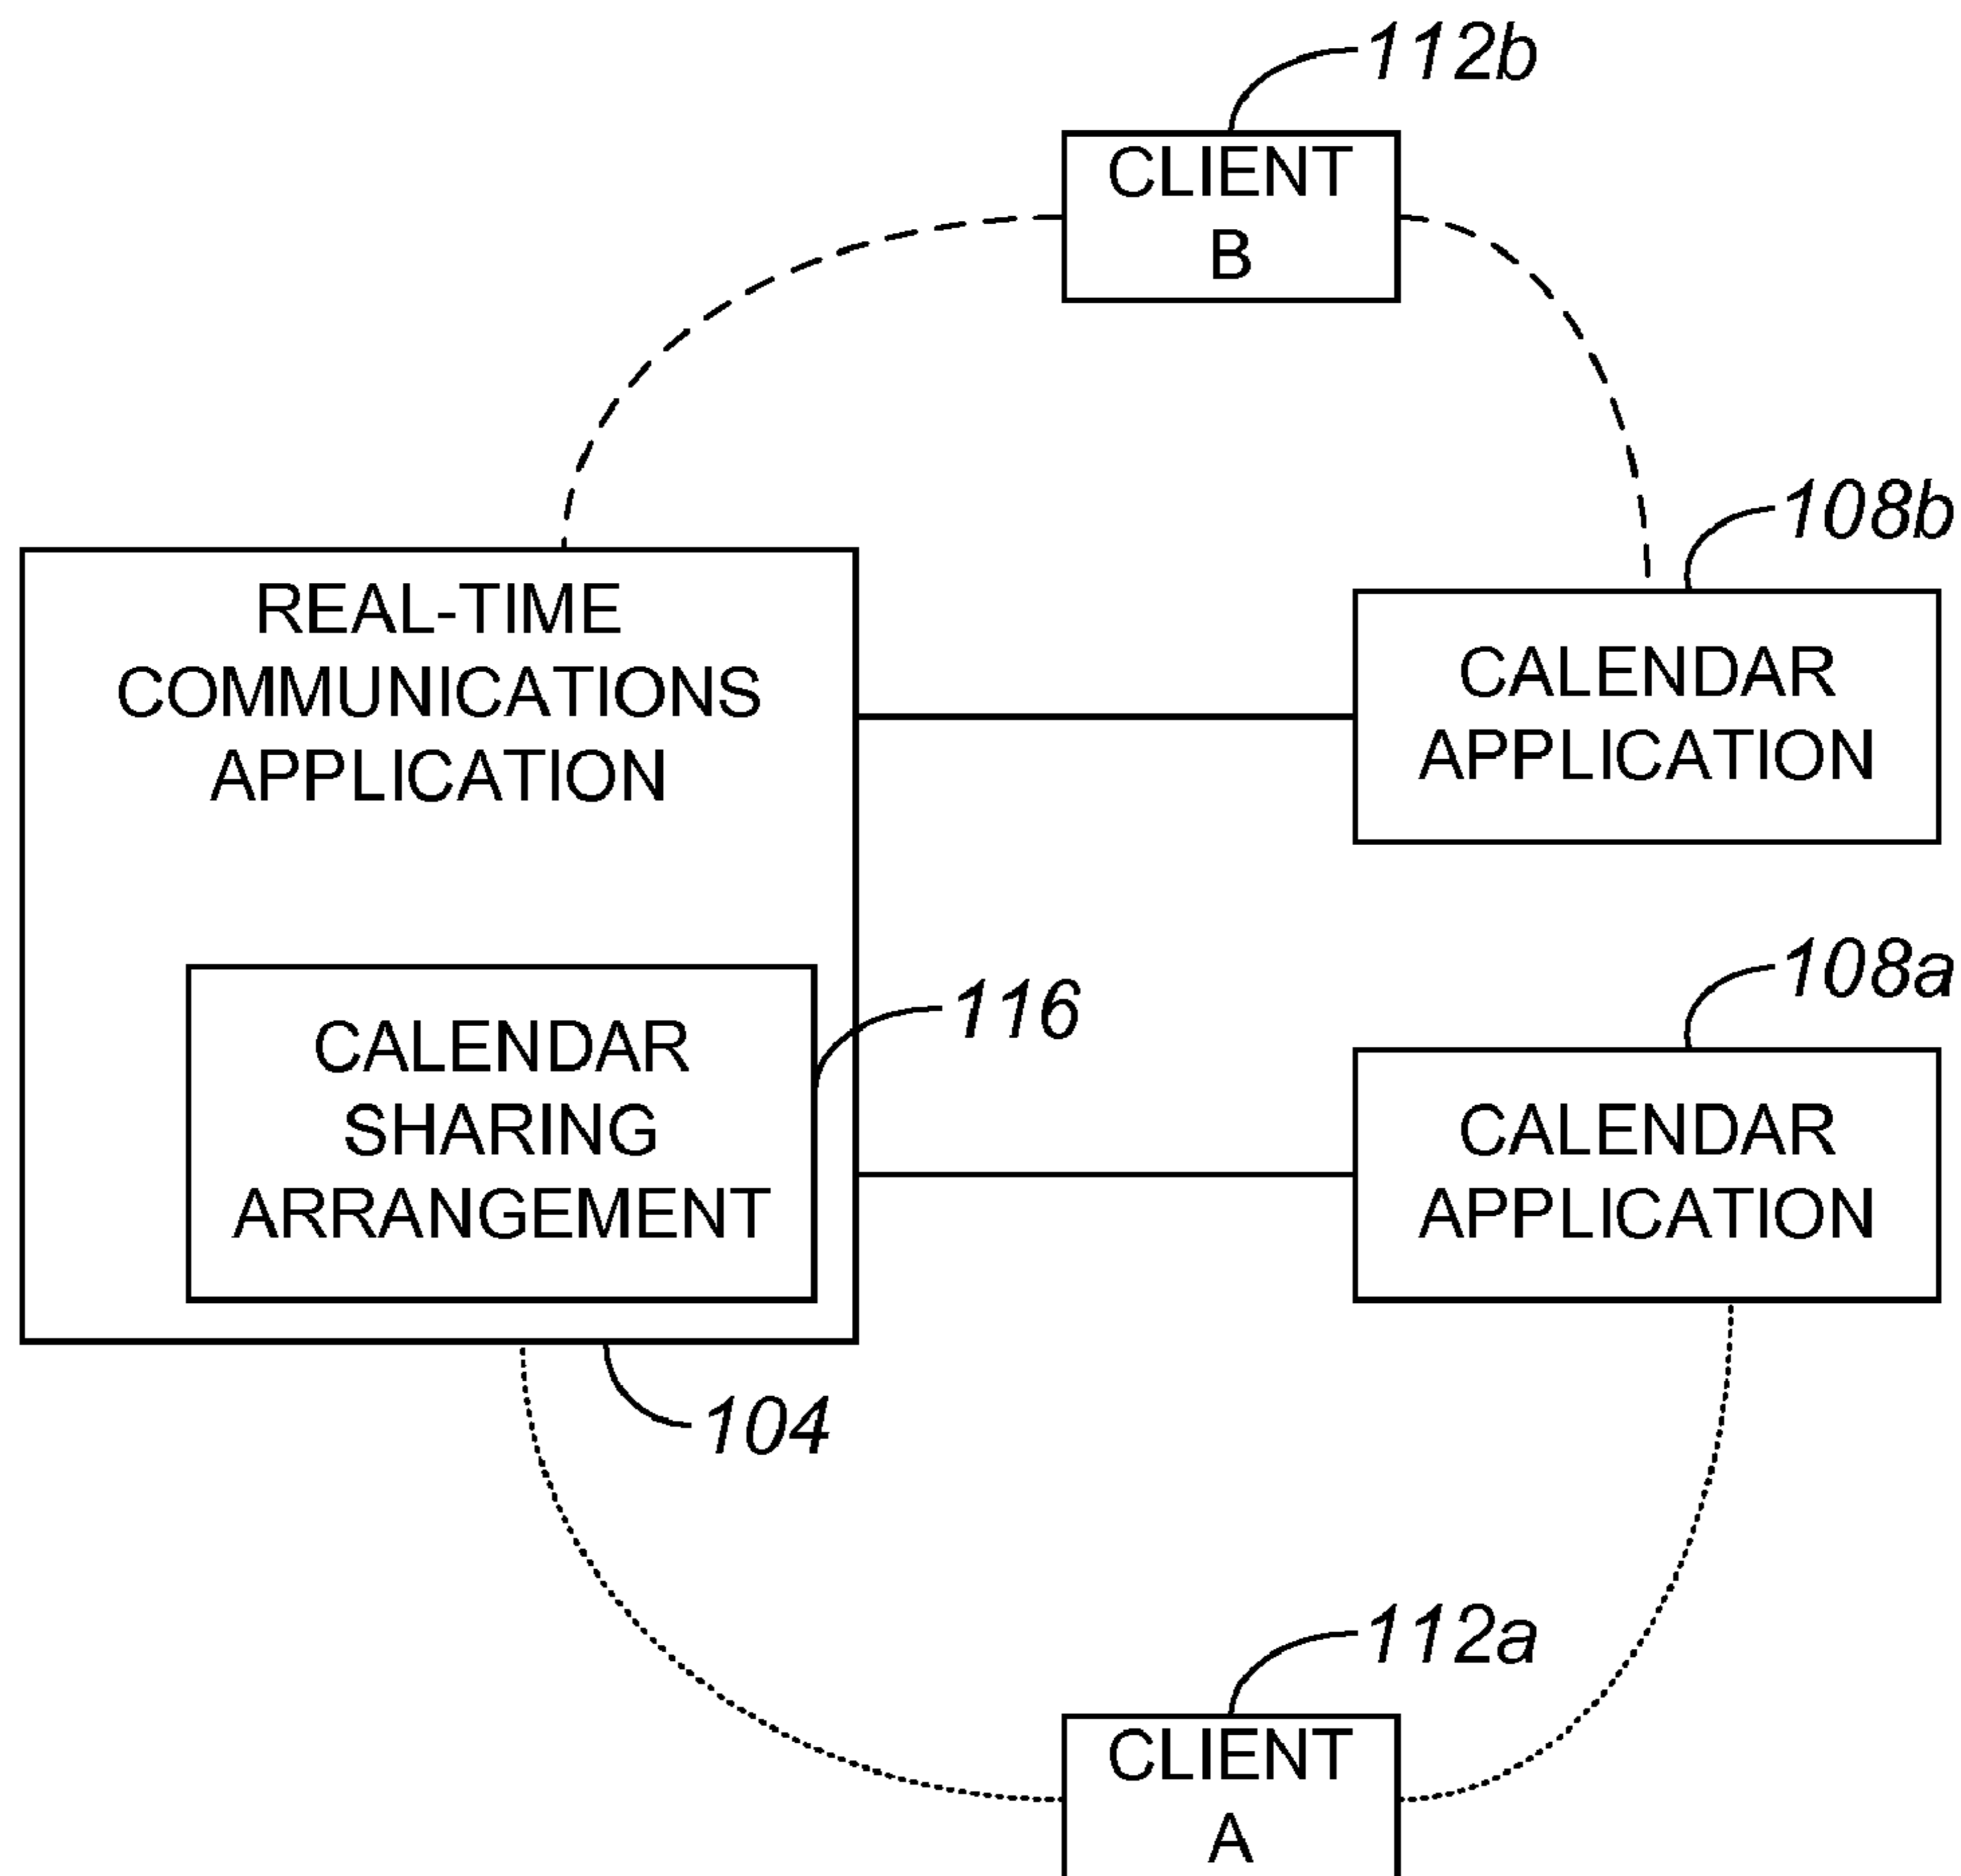 112b
CLIENT
B
108b
REAL-TIME
COMMUNICATIONS
APPLICATION
CALENDAR
APPLICATION
108a
116
CALENDAR
SHARING
ARRANGEMENT
CALENDAR
APPLICATION
104
112a
CLIENT
A